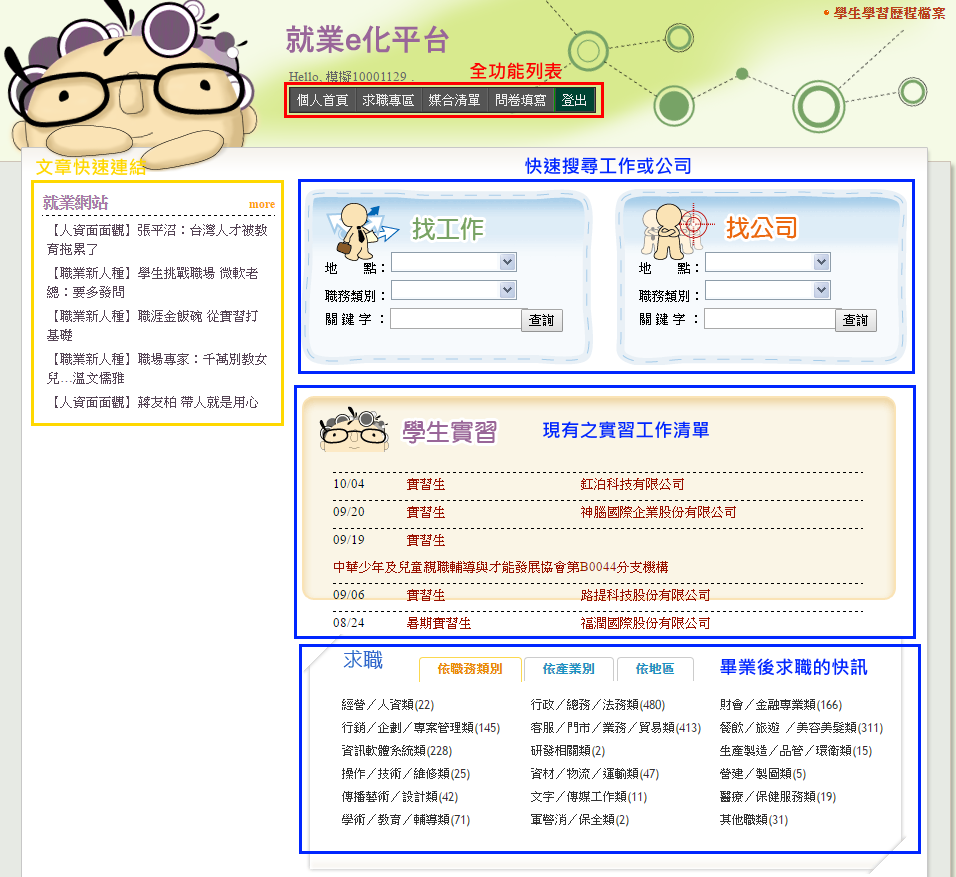 學生學習歷程檔案
就業e化平台
Hello, 模擬10001129 .
全功能列表
個人首頁 求職專區 媒合清單 問卷填寫 登出
文章快速連結
快速搜尋工作或公司
就業網站 more
【人資面面觀】張平沼：台灣人才被教
育拖累了
【職業新人種】學生挑戰職場 微軟老
總：要多發問
【職業新人種】職涯金飯碗 從實習打
基礎
【職業新人種】職場專家：千萬別教女
兒…溫文儒雅
【人資面面觀】蔣友柏 帶人就是用心
找工作
地 點：
職務類別：
關 鍵 字 ： 查詢
找公司
地 點：
職務類別：
關 鍵 字 ： 查詢
學生實習 現有之實習工作清單
10/04 實習生 釭泊科技有限公司
09/20 實習生 神腦國際企業股份有限公司
09/19 實習生
中華少年及兒童親職輔導與才能發展協會第B0044分支機構
09/06 實習生 路提科技股份有限公司
08/24 暑期實習生 福潤國際股份有限公司
求職 依職務類別 依產業別 依地區 畢業後求職的快訊
經營／人資類(22) 行政／總務／法務類(480) 財會／金融專業類(166)
行銷／企劃／專案管理類(145) 客服／門市／業務／貿易類(413) 餐飲／旅遊 ／美容美髮類(311)
資訊軟體系統類(228) 研發相關類(2) 生產製造／品管／環衛類(15)
操作／技術／維修類(25) 資材／物流／運輸類(47) 營建／製圖類(5)
傳播藝術／設計類(42) 文字／傳媒工作類(11) 醫療／保健服務類(19)
學術／教育／輔導類(71) 軍警消／保全類(2) 其他職類(31)